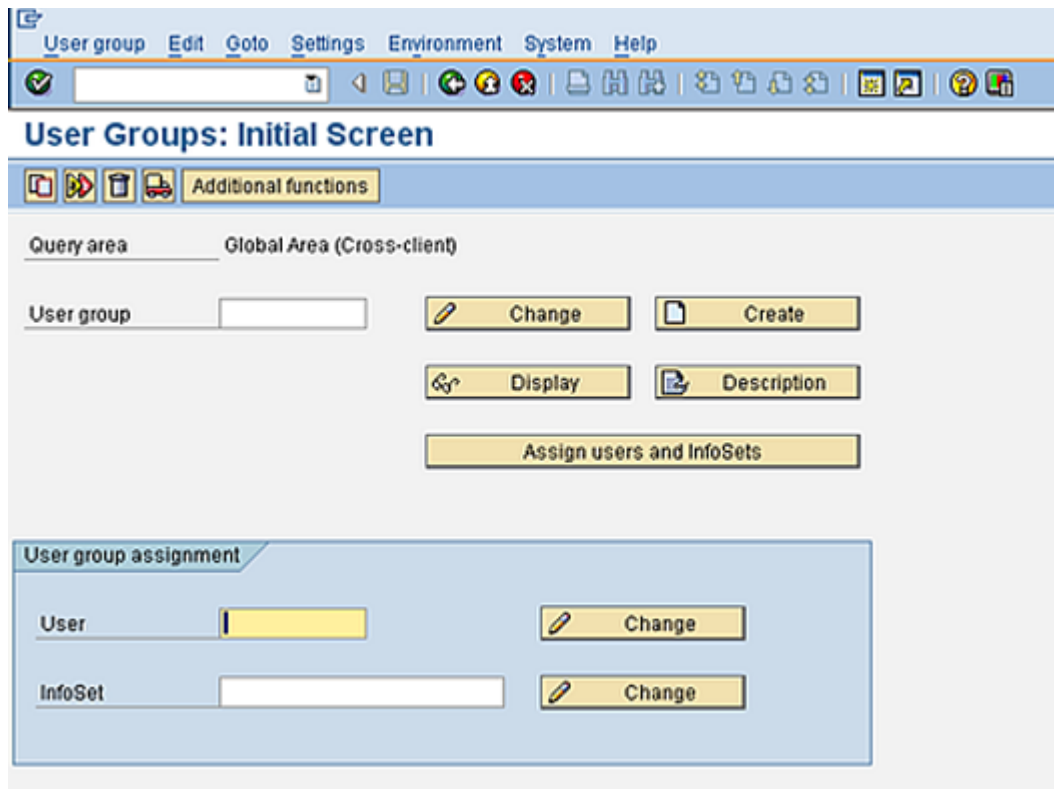 User group Edit Goto Settings Environment System Help
User Groups: Initial Screen
Additional functions
Query area Global Area (Cross-client)
User group Change Create
Display Description
Assign users and InfoSets
User group assignment
User Change
InfoSet Change